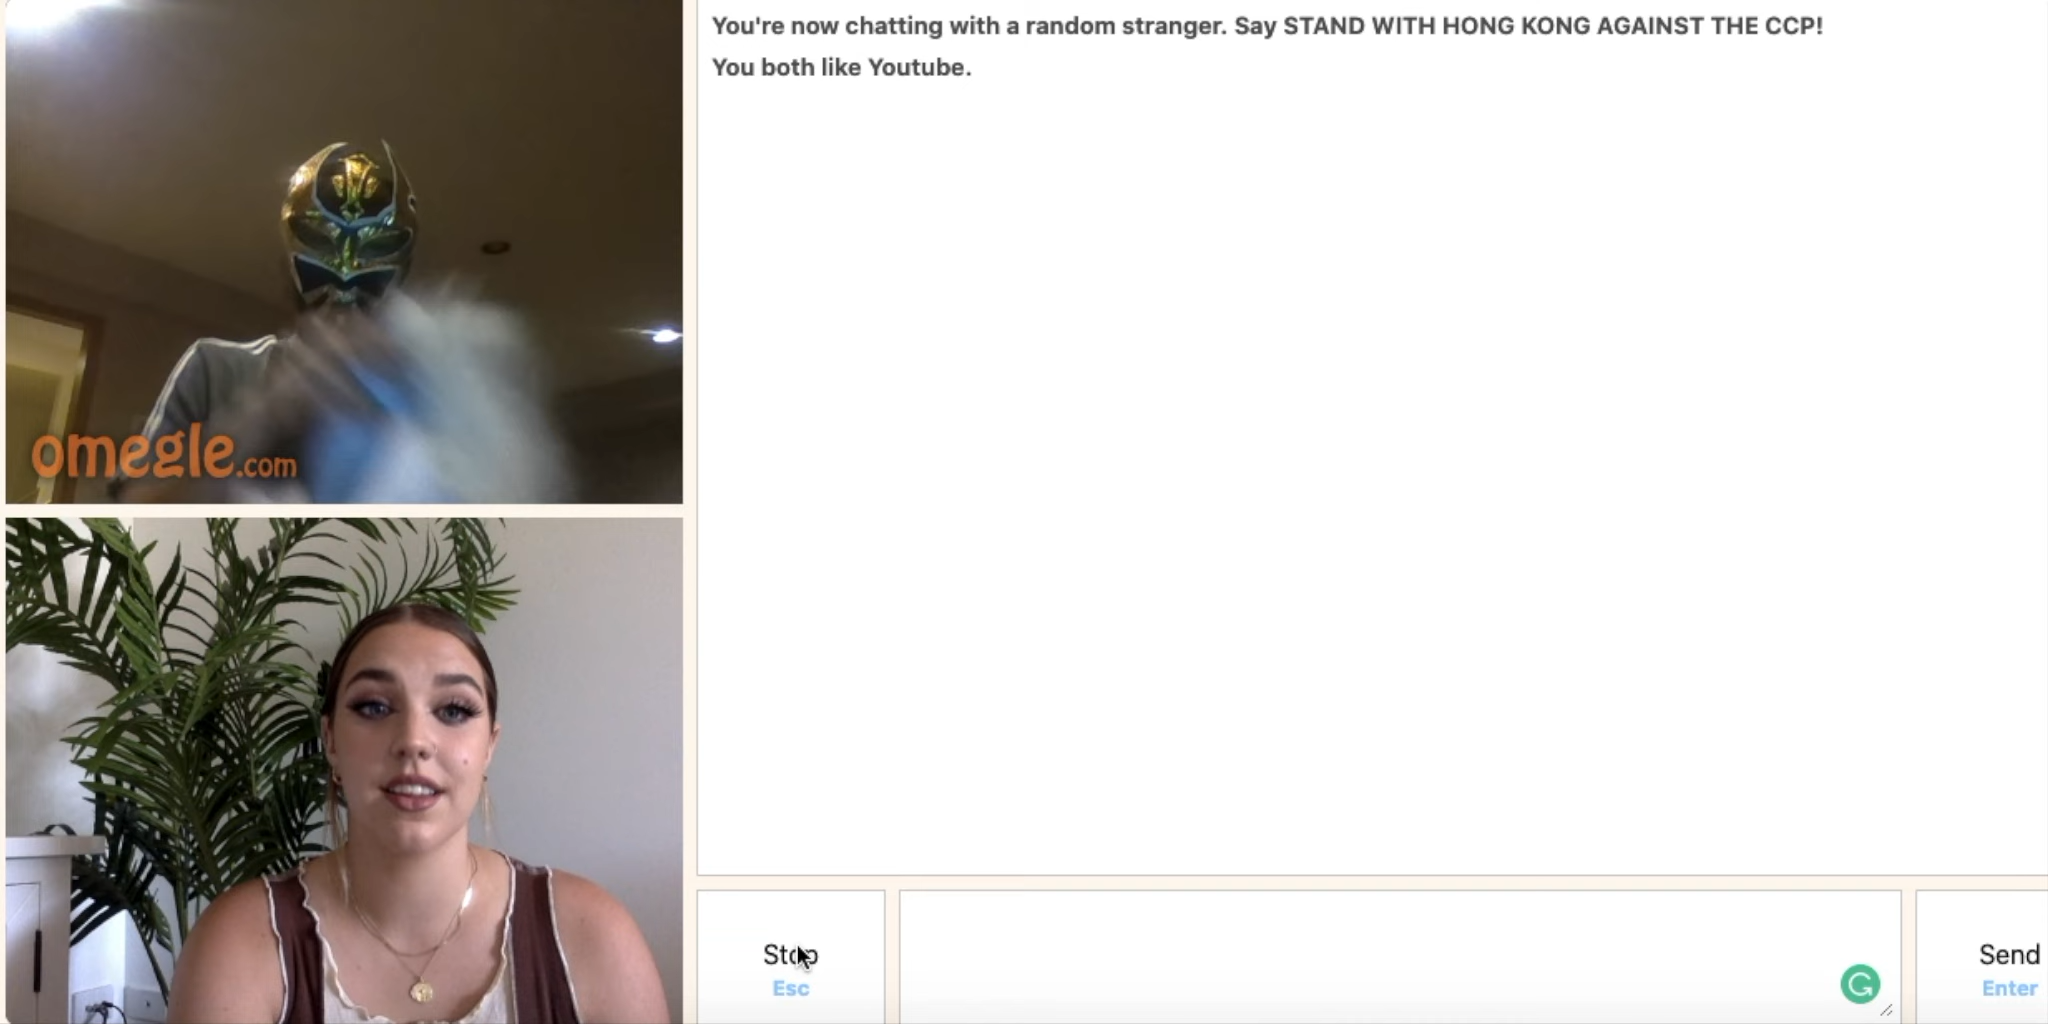 You're now chatting with a random stranger. Say STAND WITH HONG KONG AGAINST THE CCP!
You both like Youtube.
omegle.com
Stop
Esc
Send
Enter